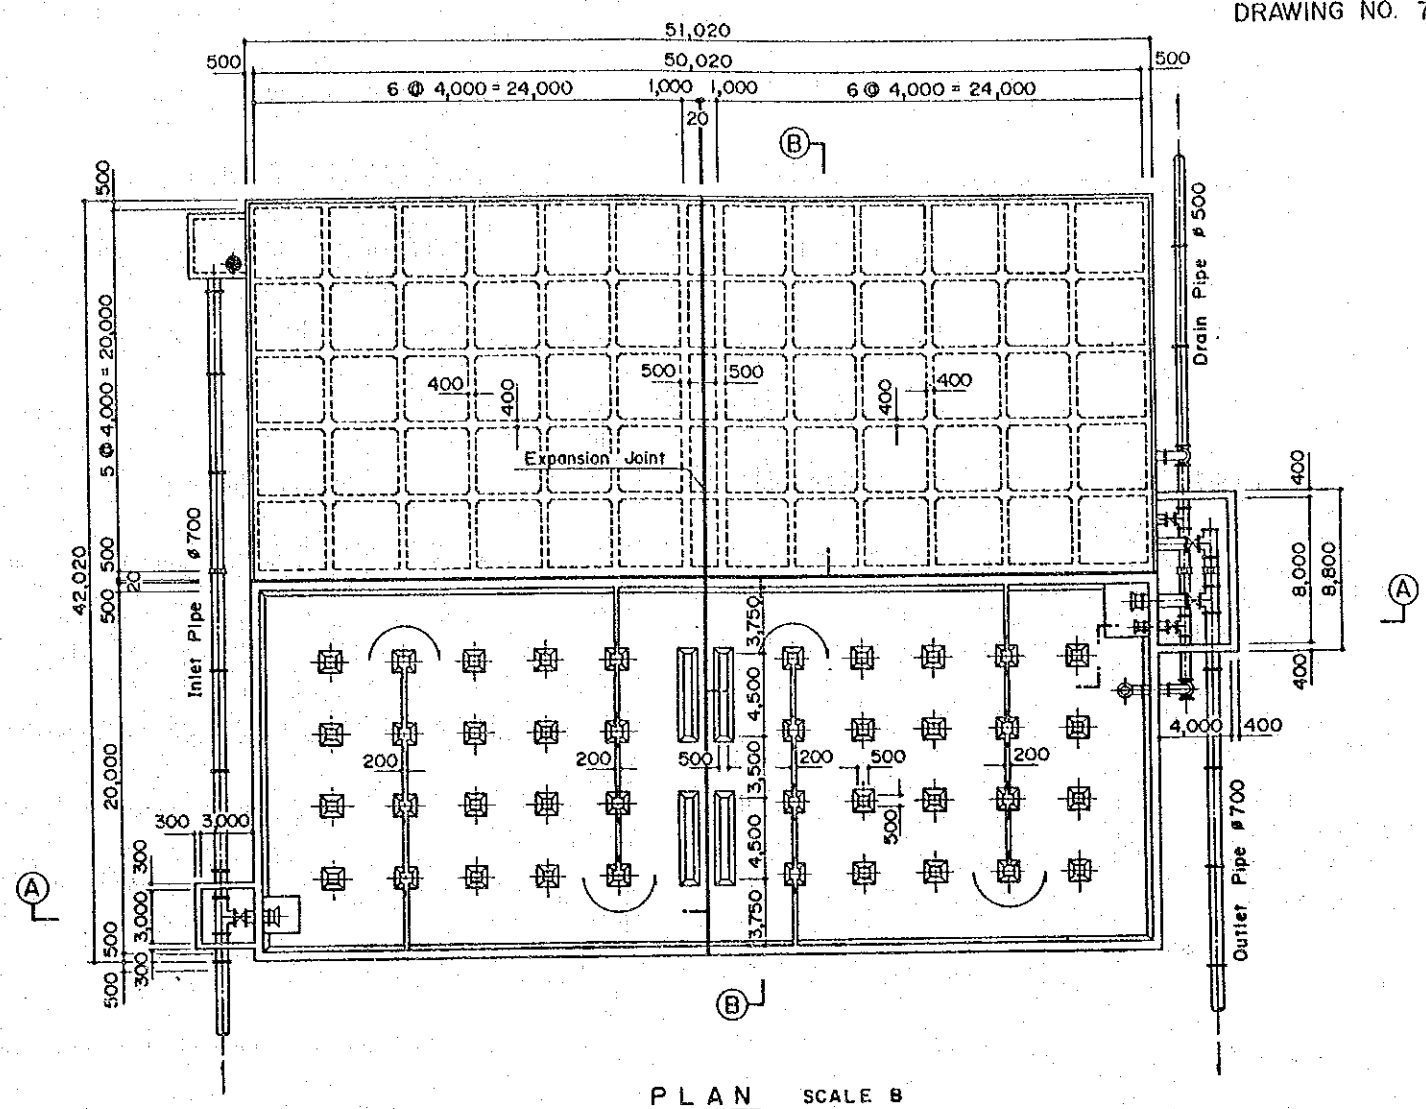 DRAWING NO. 7
51,020
500 50,020 500
6 @ 4,000 = 24,000 1,000 1,000 6 @ 4,000 = 24,000
20
B
500
Drain Pipe ø 500
5 @ 4,000 = 20,000
400 400 500 500 400 400
Expansion Joint
400
8,000
9,800
400
42,020
500
20
500
Inlet Pipe ø 700
A
3,750
4,500
3,500
4,500
3,750
4,000 400
200 200 500 200 500 200
500
20,000
300 3,000
300
3,000
300
500
500
A
Outlet Pipe ø 700
B
PLAN SCALE B